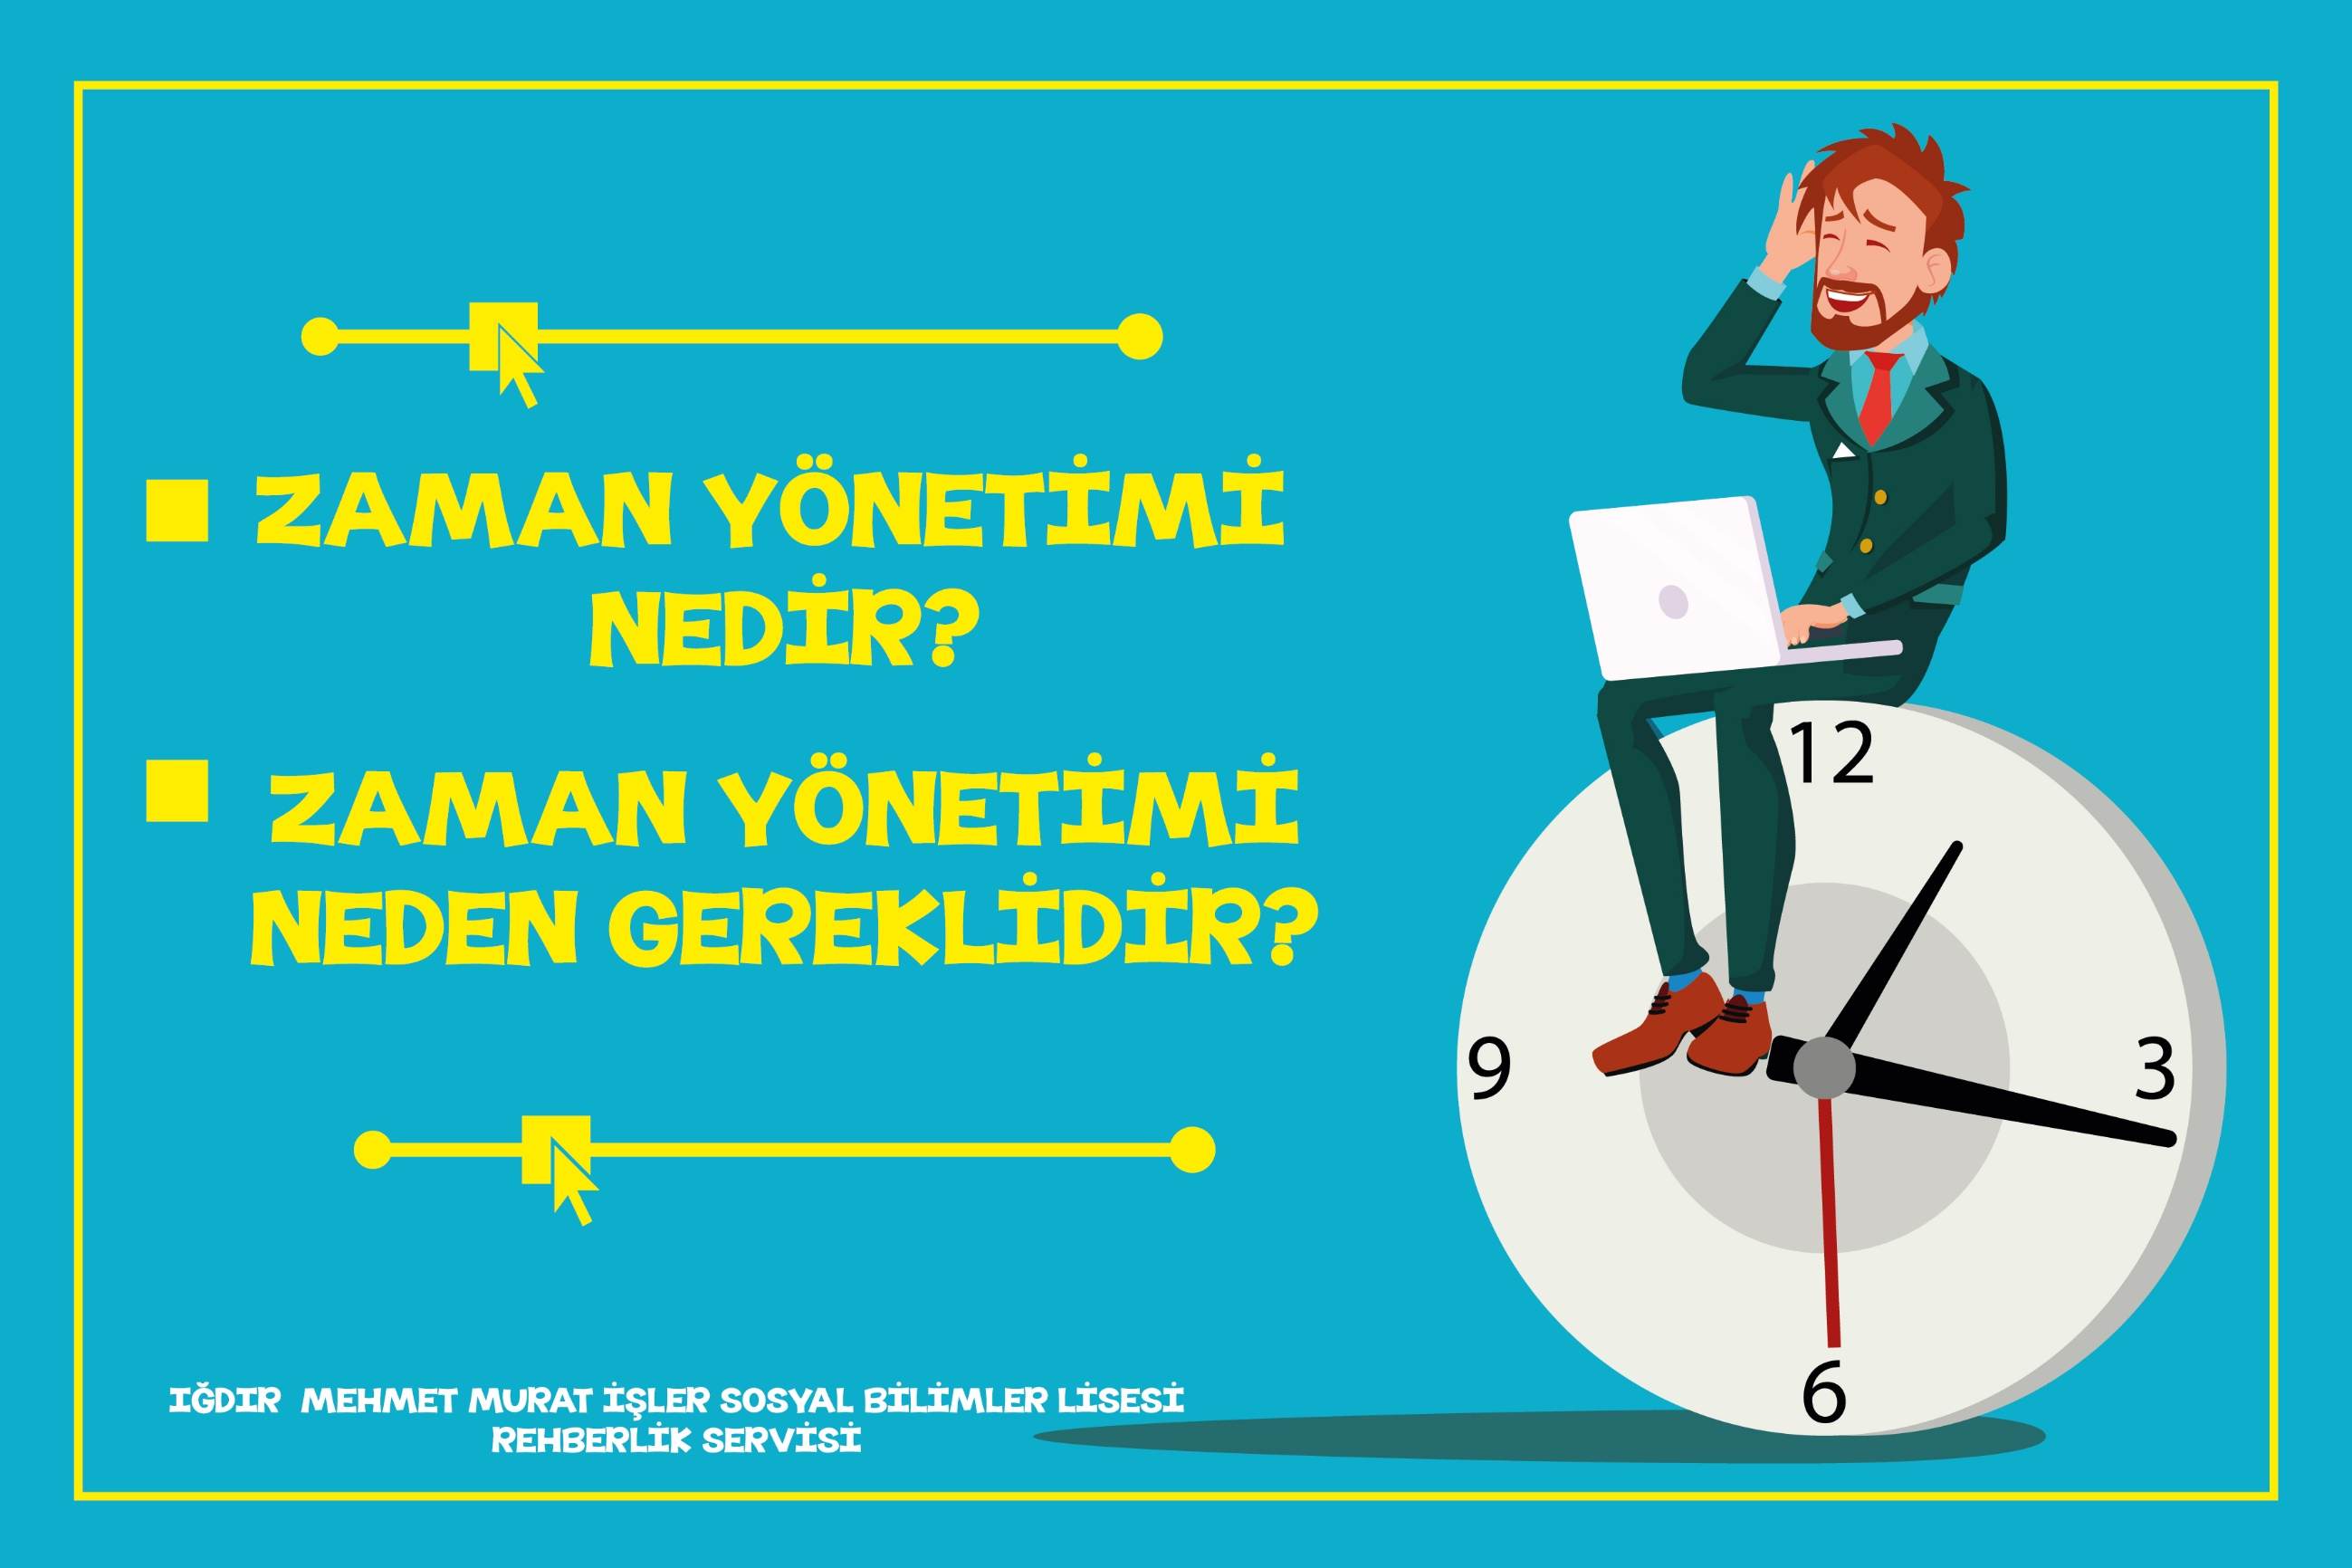 ZAMAN YÖNETİMİ
NEDİR?
ZAMAN YÖNETİMİ
NEDEN GEREKLİDİR?
12
9
3
6
IĞDIR MEHMET MURAT İŞLER SOSYAL BİLİMLER LİSESİ
REHBERLİK SERVİSİ